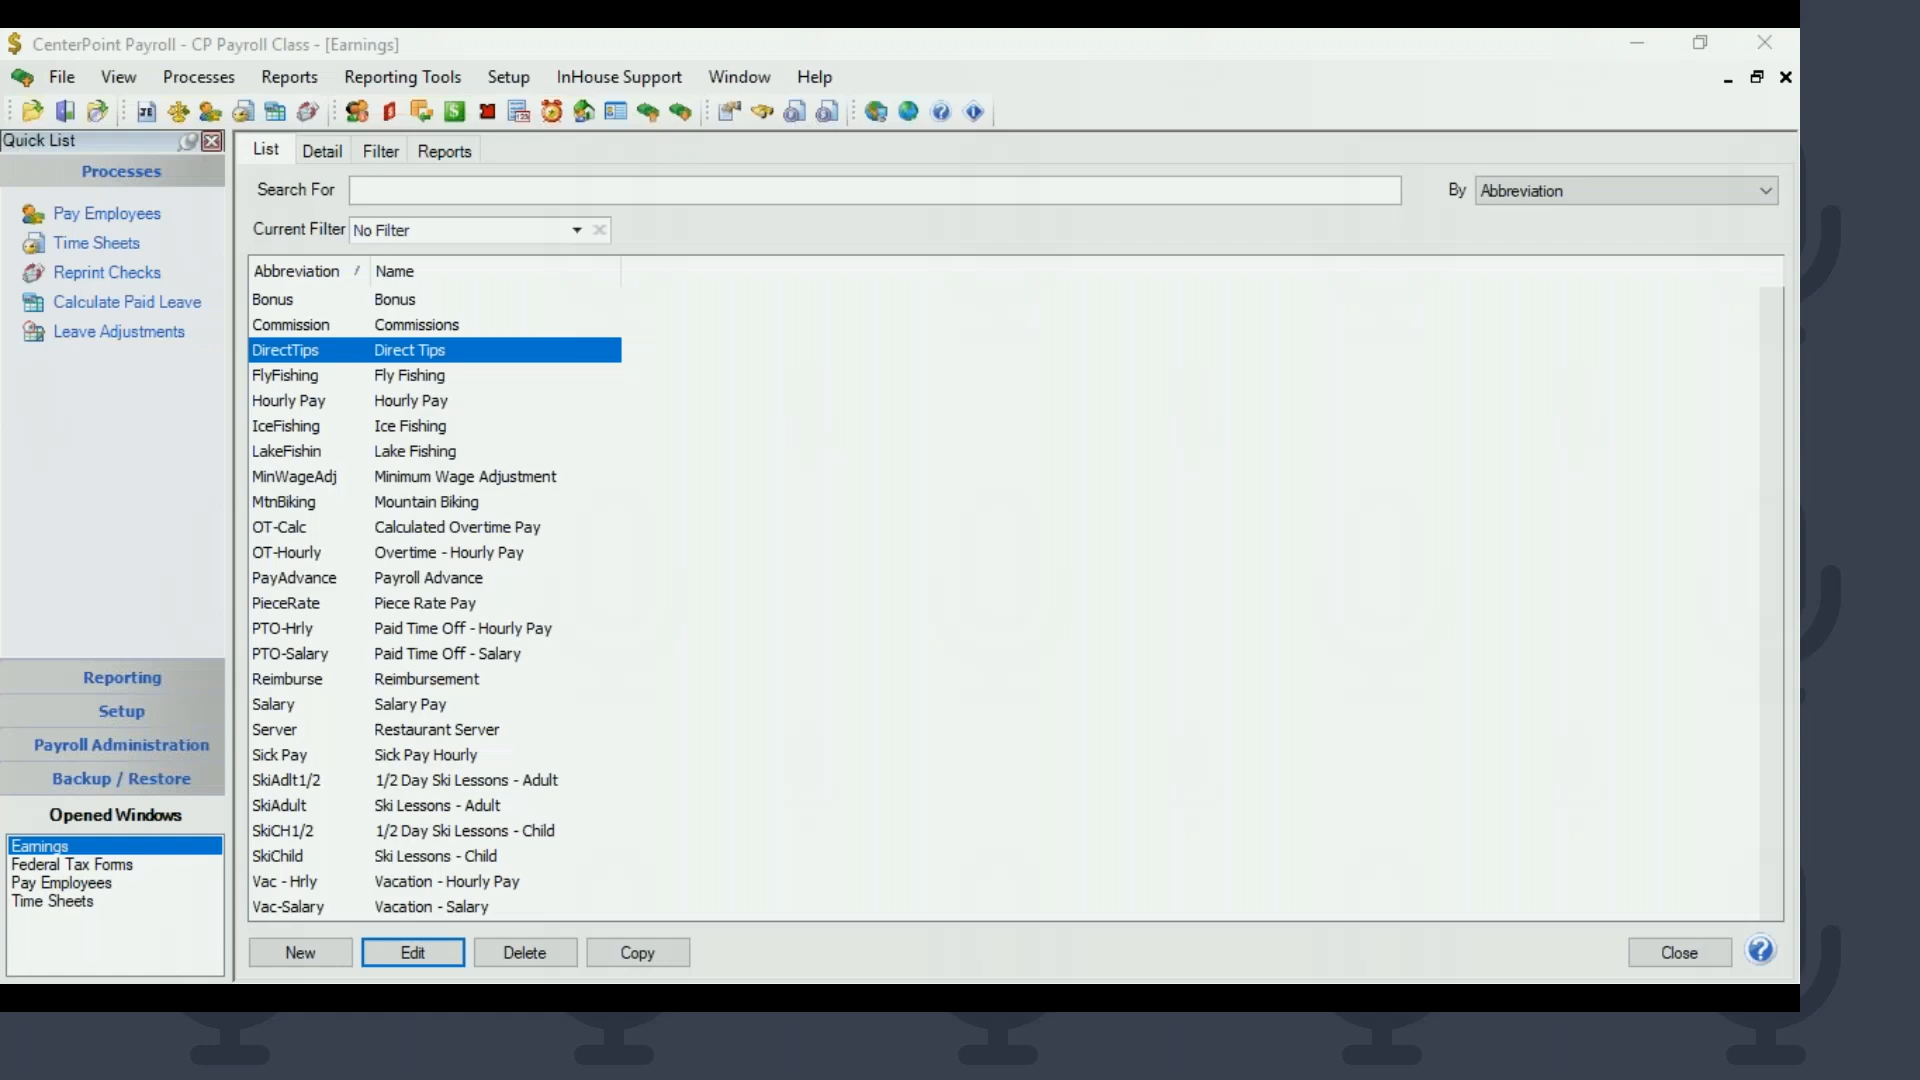 CenterPoint Payroll - CP Payroll Class - [Earnings]
File View Processes Reports Reporting Tools Setup InHouse Support Window Help
Quick List
Processes
Pay Employees
Time Sheets
Reprint Checks
Calculate Paid Leave
Leave Adjustments
Reporting
Setup
Payroll Administration
Backup / Restore
Opened Windows
Earnings
Federal Tax Forms
Pay Employees
Time Sheets
List Detail Filter Reports
Search For By Abbreviation
Current Filter No Filter
Abbreviation / Name
Bonus Bonus
Commission Commissions
DirectTips Direct Tips
FlyFishing Fly Fishing
Hourly Pay Hourly Pay
IceFishing Ice Fishing
LakeFishin Lake Fishing
MinWageAdj Minimum Wage Adjustment
MtnBiking Mountain Biking
OT-Calc Calculated Overtime Pay
OT-Hourly Overtime - Hourly Pay
PayAdvance Payroll Advance
PieceRate Piece Rate Pay
PTO-Hrly Paid Time Off - Hourly Pay
PTO-Salary Paid Time Off - Salary
Reimburse Reimbursement
Salary Salary Pay
Server Restaurant Server
Sick Pay Sick Pay Hourly
SkiAdlt1/2 1/2 Day Ski Lessons - Adult
SkiAdult Ski Lessons - Adult
SkiCH1/2 1/2 Day Ski Lessons - Child
SkiChild Ski Lessons - Child
Vac - Hrly Vacation - Hourly Pay
Vac-Salary Vacation - Salary
New Edit Delete Copy Close